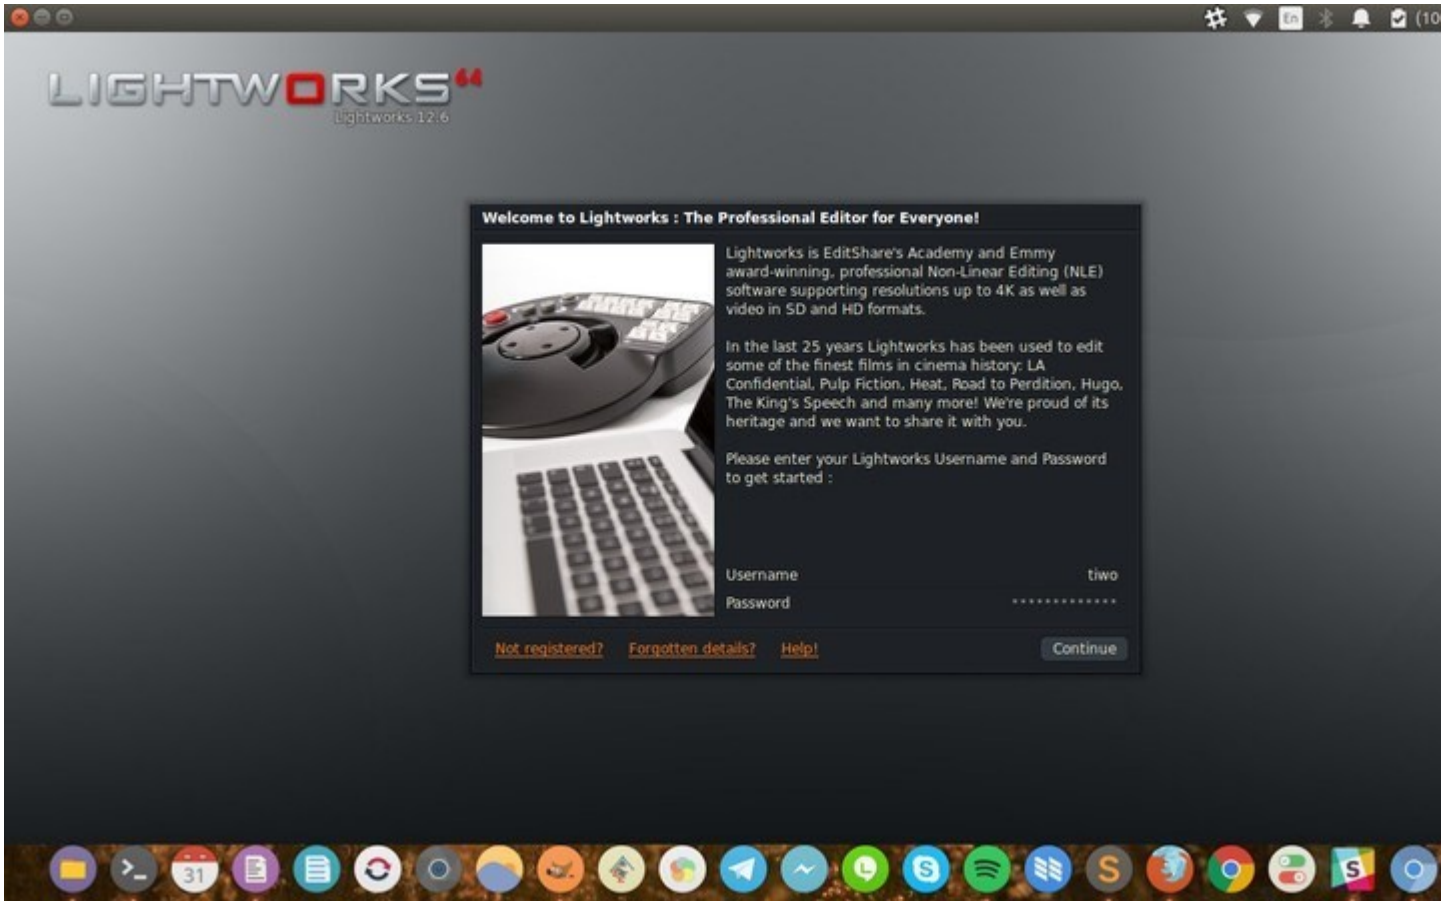 En
(10
LIGHTWORKS 64
Lightworks 12.6
Welcome to Lightworks : The Professional Editor for Everyone!
Lightworks is EditShare's Academy and Emmy
award-winning, professional Non-Linear Editing (NLE)
software supporting resolutions up to 4K as well as
video in SD and HD formats.
In the last 25 years Lightworks has been used to edit
some of the finest films in cinema history: LA
Confidential, Pulp Fiction, Heat, Road to Perdition, Hugo,
The King's Speech and many more! We're proud of its
heritage and we want to share it with you.
Please enter your Lightworks Username and Password
to get started :
Username tiwo
Password *************
Not registered? Forgotten details? Help! Continue
31